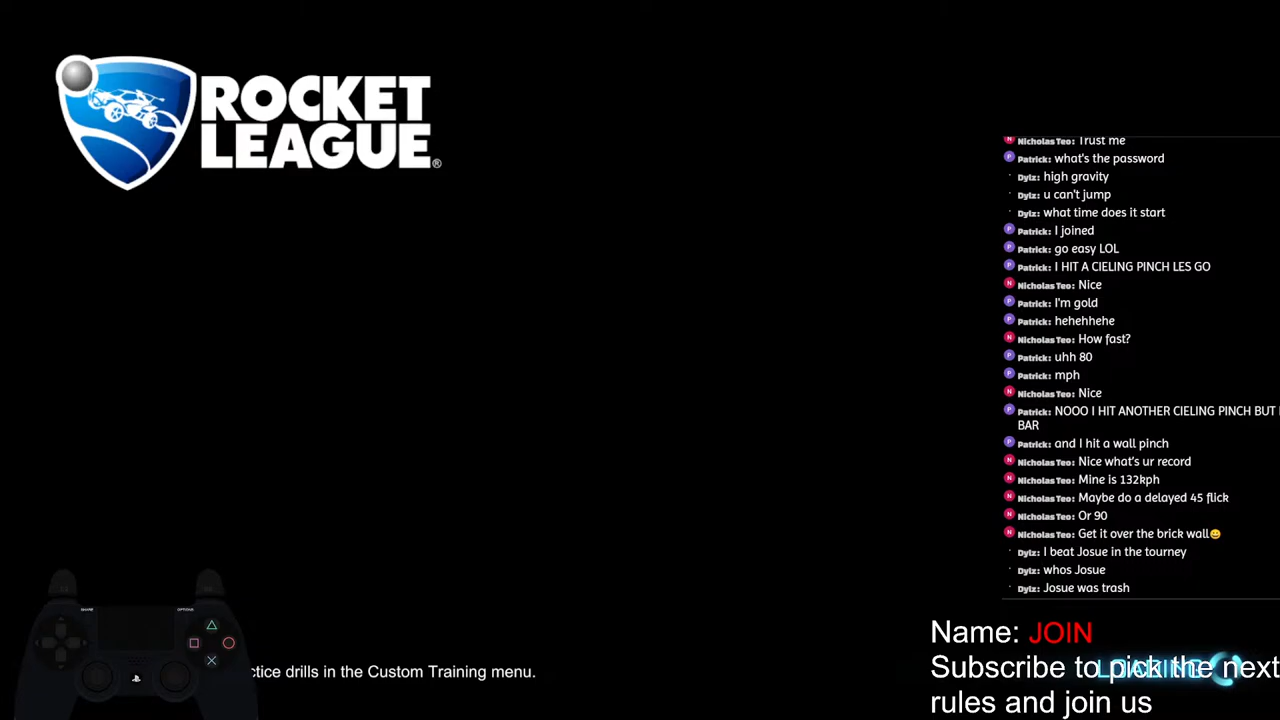 ROCKET
LEAGUE®
Nicholas Teo: Trust me
Patrick: what's the password
Dylz: high gravity
Dylz: u can't jump
Dylz: what time does it start
Patrick: I joined
Patrick: go easy LOL
Patrick: I HIT A CIELING PINCH LES GO
Nicholas Teo: Nice
Patrick: I'm gold
Patrick: hehehhehe
Nicholas Teo: How fast?
Patrick: uhh 80
Patrick: mph
Nicholas Teo: Nice
Patrick: NOOO I HIT ANOTHER CIELING PINCH BUT
BAR
Patrick: and I hit a wall pinch
Nicholas Teo: Nice what's ur record
Nicholas Teo: Mine is 132kph
Nicholas Teo: Maybe do a delayed 45 flick
Nicholas Teo: Or 90
Nicholas Teo: Get it over the brick wall😀
Dylz: I beat Josue in the tourney
Dylz: whos Josue
Dylz: Josue was trash
SHARE
OPTIONS
ctice drills in the Custom Training menu.
Name: JOIN
Subscribe to pick the next
rules and join us
LOADING